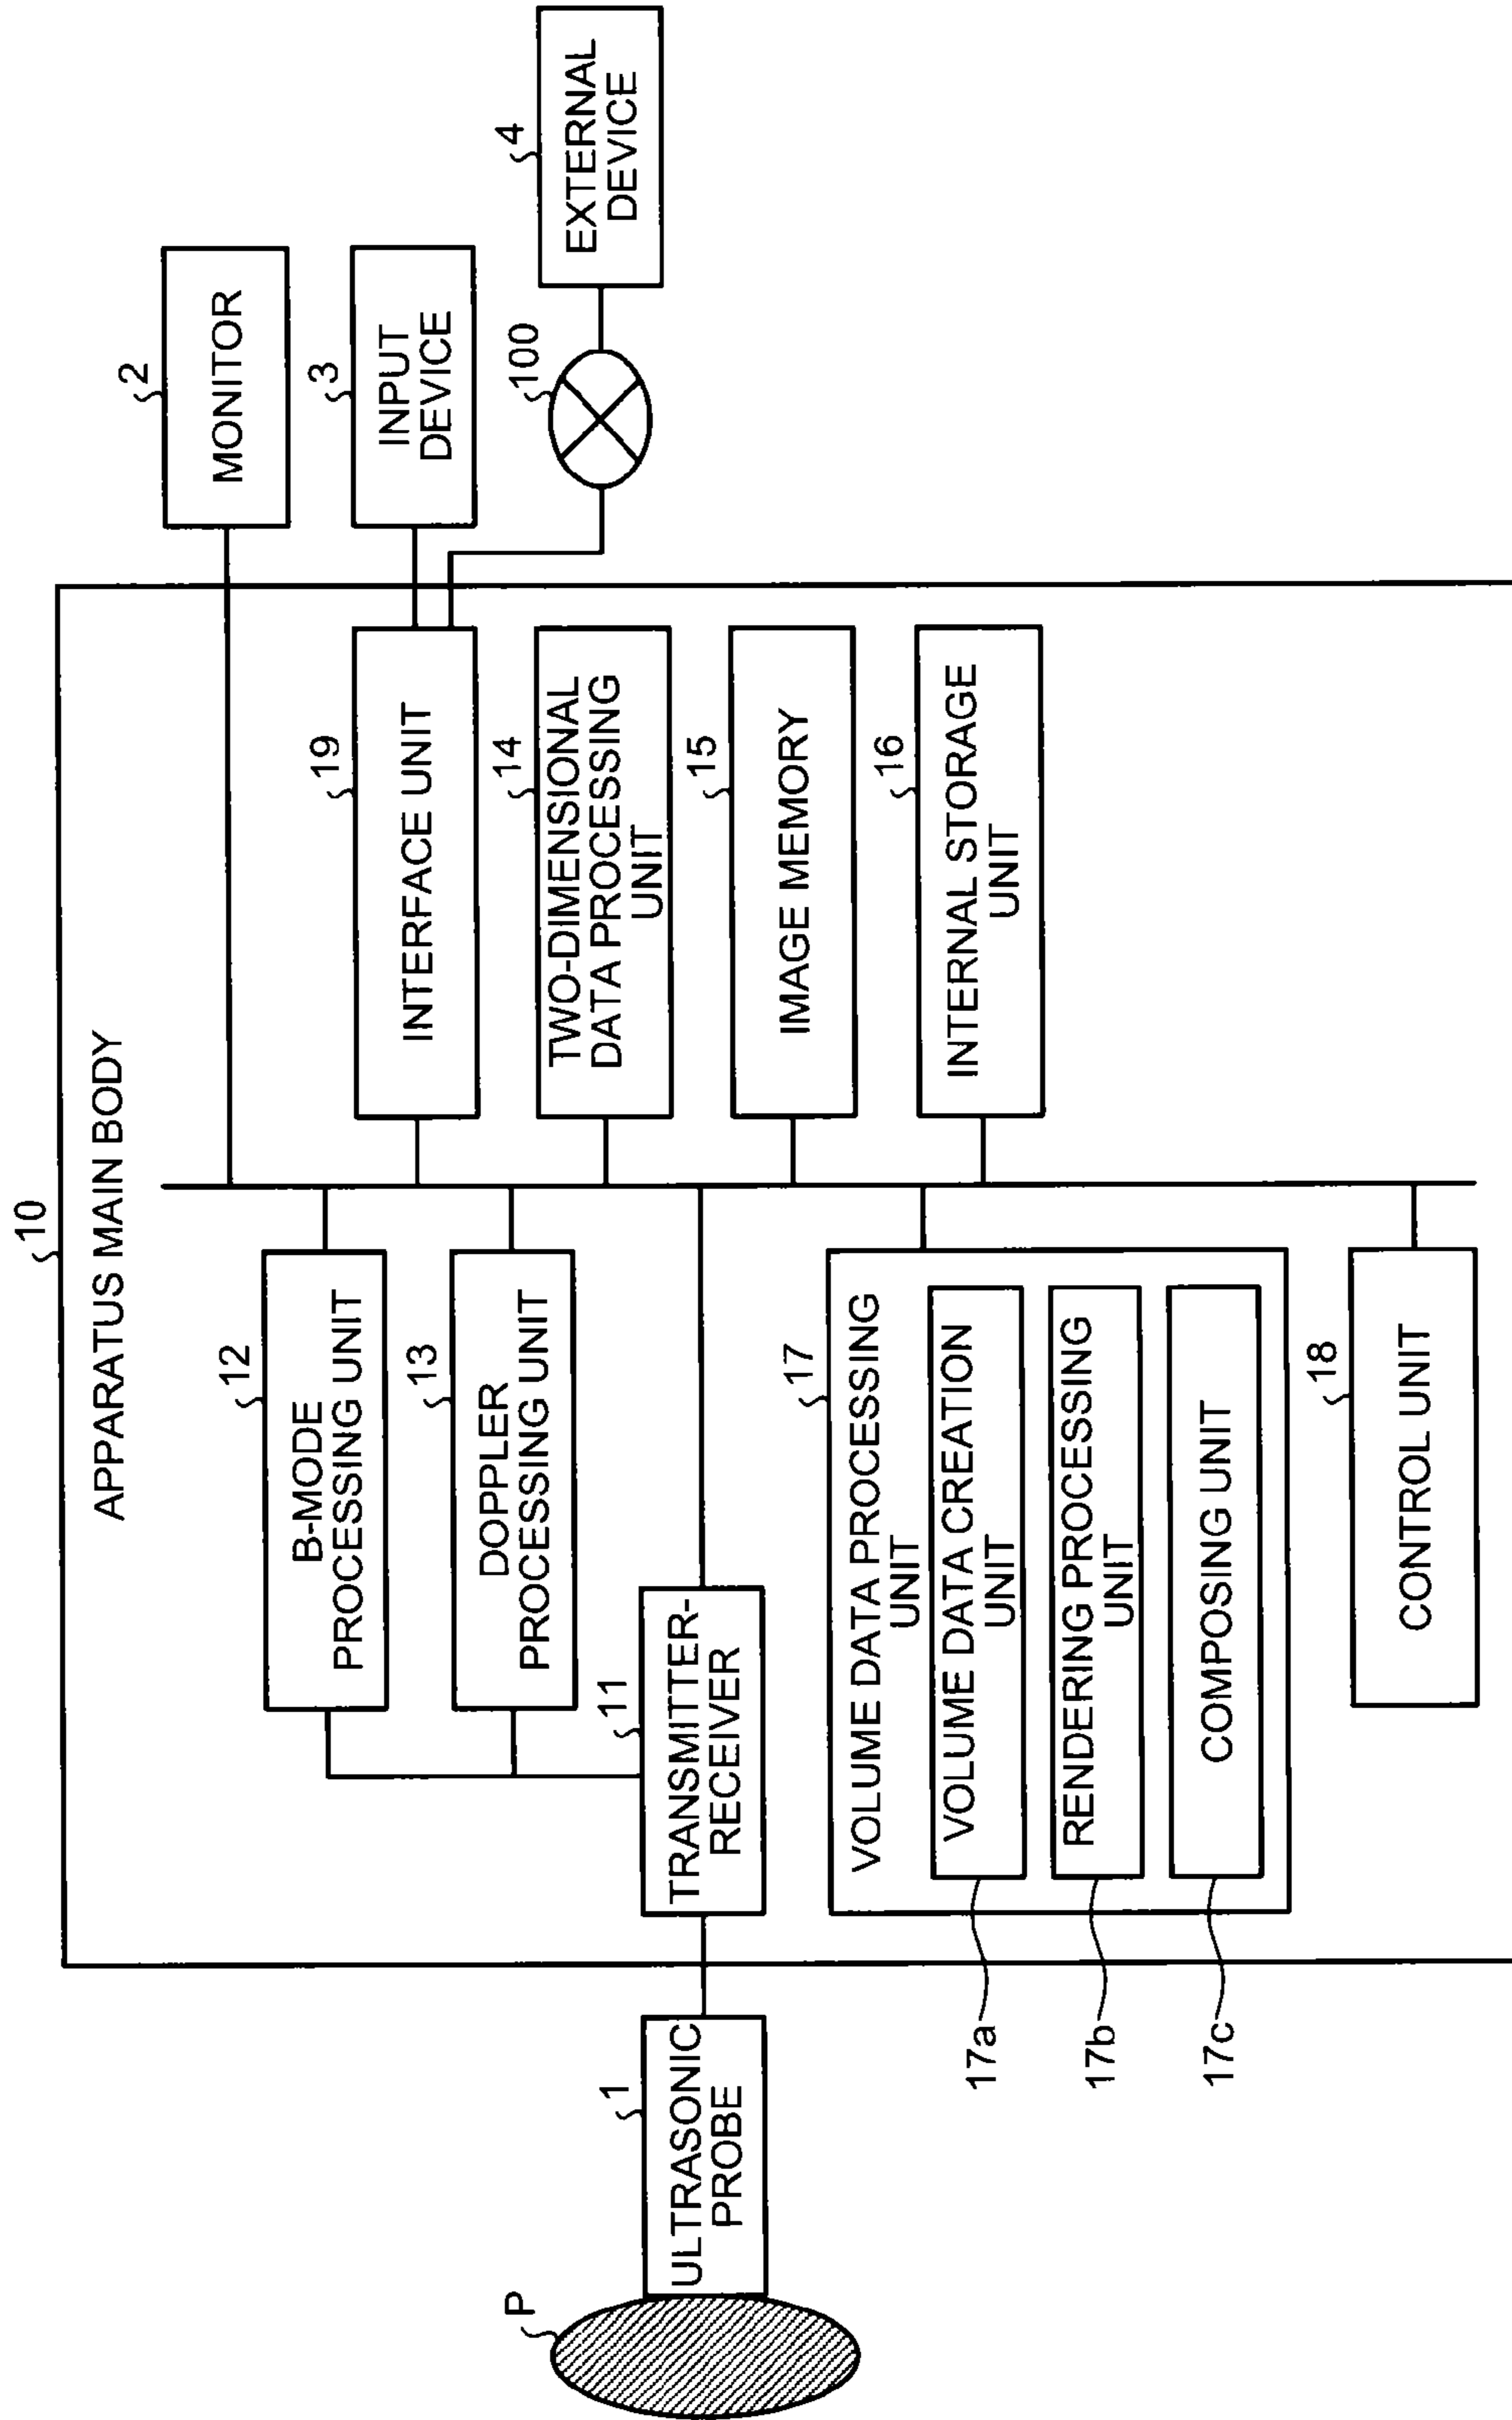 10
APPARATUS MAIN BODY
P
1
ULTRASONIC
PROBE
11
TRANSMITTER-
RECEIVER
12
B-MODE
PROCESSING UNIT
13
DOPPLER
PROCESSING UNIT
17
VOLUME DATA PROCESSING
UNIT
17a
VOLUME DATA CREATION
UNIT
17b
RENDERING PROCESSING
UNIT
17c
COMPOSING UNIT
18
CONTROL UNIT
19
INTERFACE UNIT
14
TWO-DIMENSIONAL
DATA PROCESSING
UNIT
15
IMAGE MEMORY
16
INTERNAL STORAGE
UNIT
2
MONITOR
3
INPUT
DEVICE
100
4
EXTERNAL
DEVICE